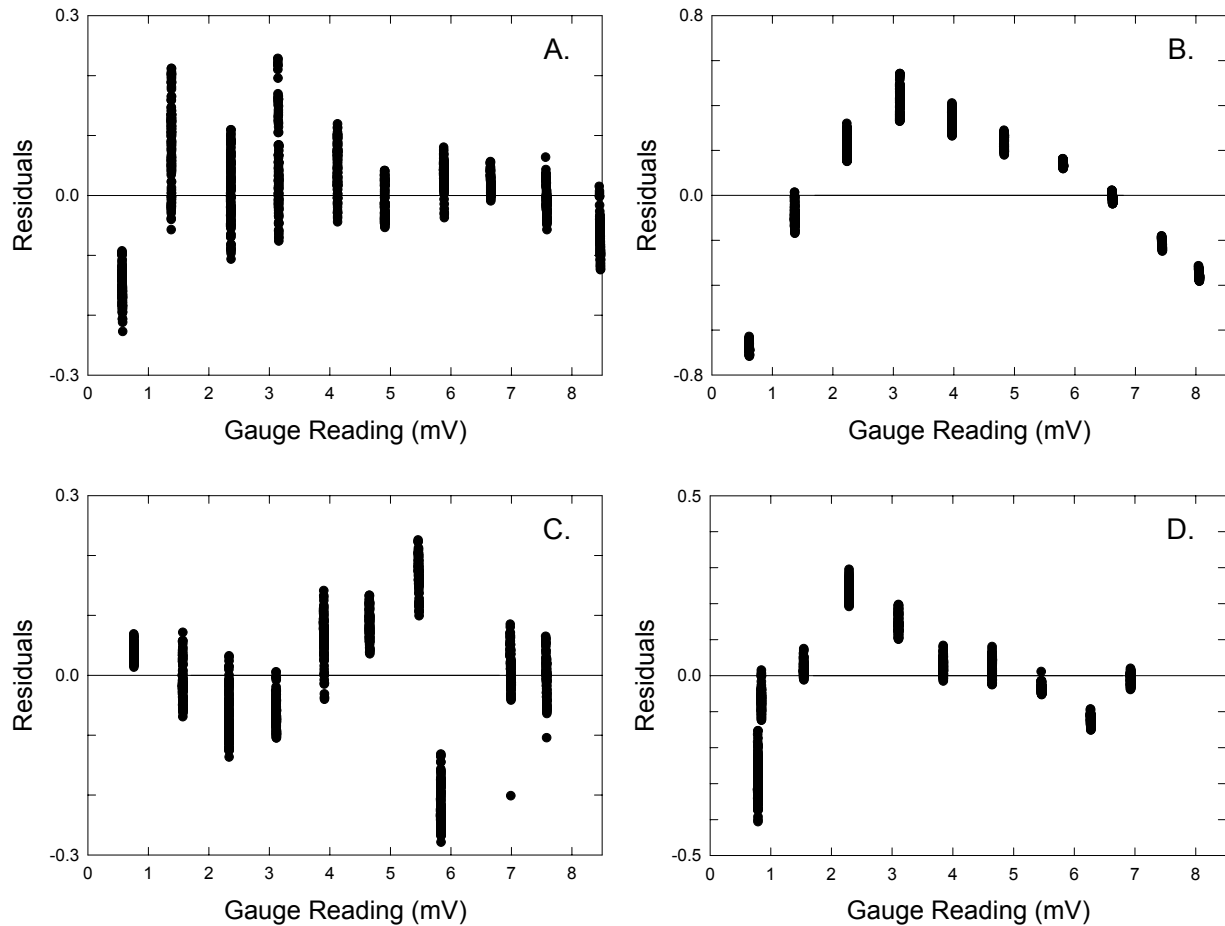 A.
0.3
0.0
-0.3
Residuals
0 1 2 3 4 5 6 7 8
Gauge Reading (mV)
B.
0.8
0.0
-0.8
Residuals
0 1 2 3 4 5 6 7 8
Gauge Reading (mV)
C.
0.3
0.0
-0.3
Residuals
0 1 2 3 4 5 6 7 8
Gauge Reading (mV)
D.
0.5
0.0
-0.5
Residuals
0 1 2 3 4 5 6 7 8
Gauge Reading (mV)